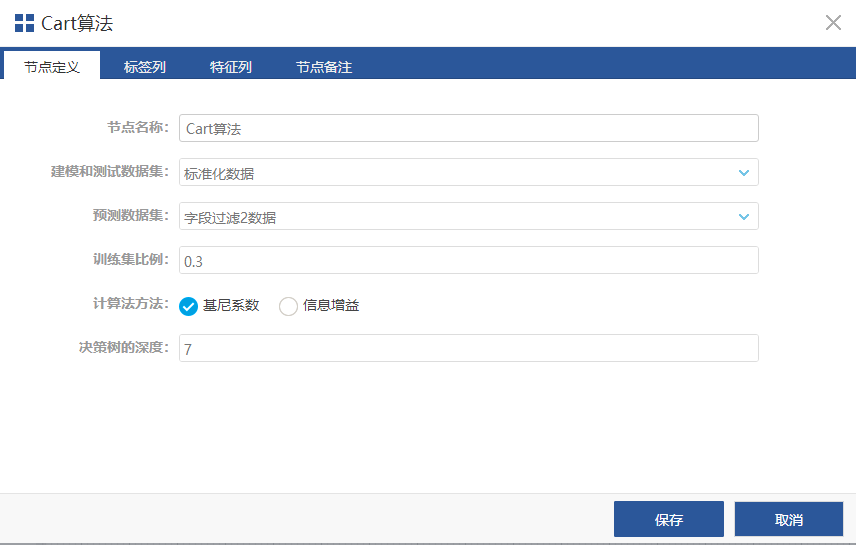 Cart算法
节点定义 标签列 特征列 节点备注
节点名称： Cart算法
建模和测试数据集： 标准化数据
预测数据集： 字段过滤2数据
训练集比例： 0.3
计算法方法： 基尼系数 信息增益
决策树的深度： 7
保存 取消